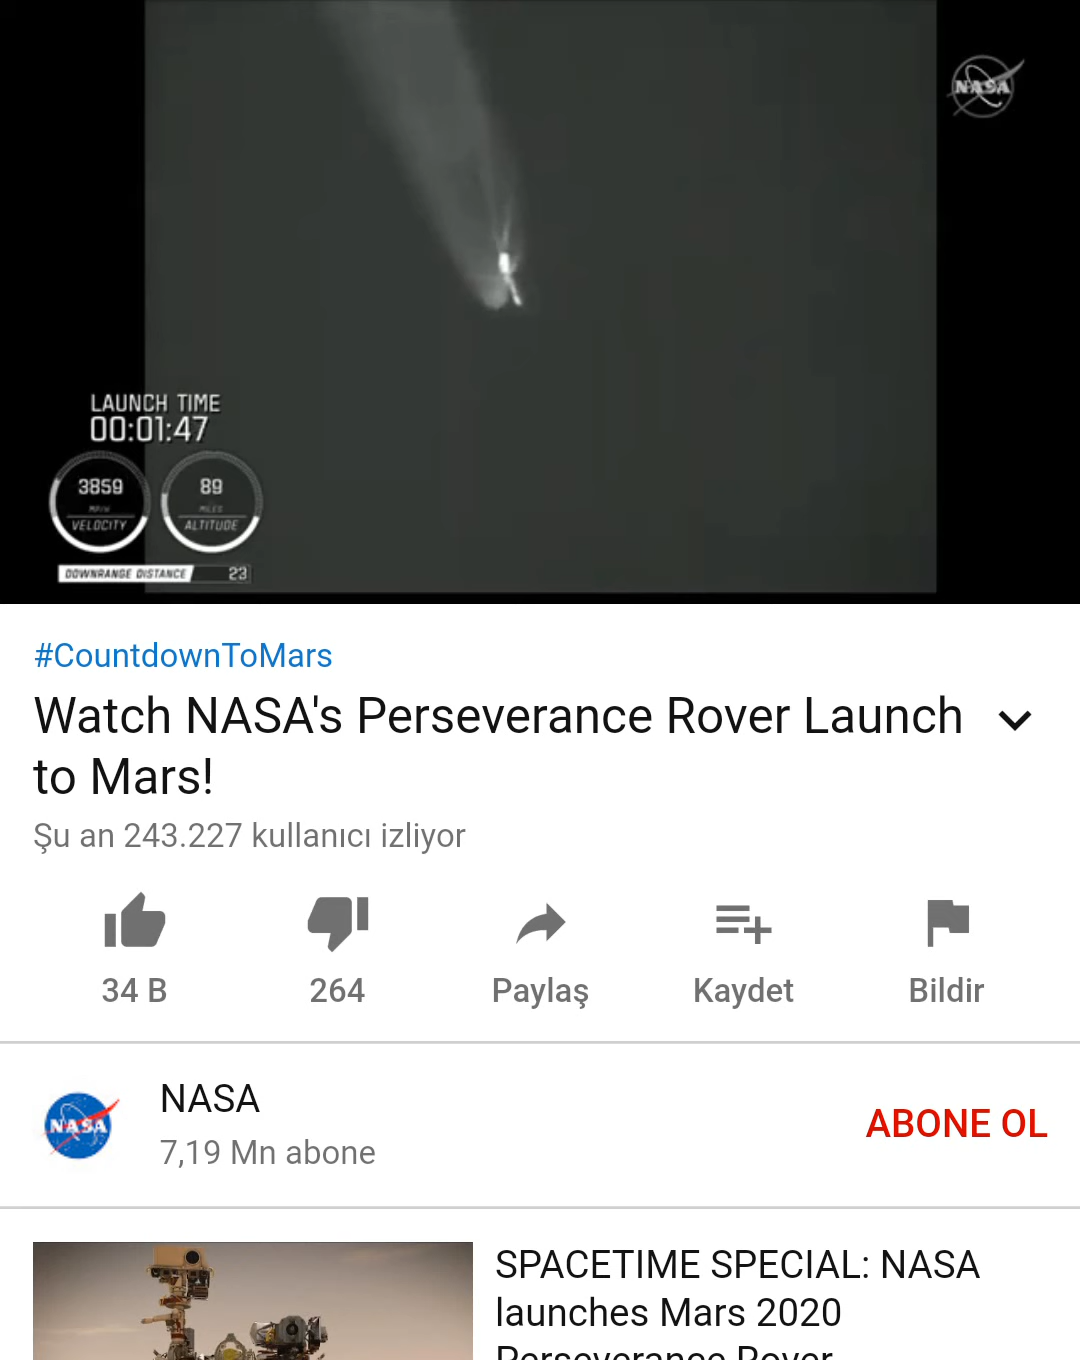 NASA
LAUNCH TIME
00:01:47
3859
89
VELOCITY
ALTITUDE
DOWNRANGE DISTANCE 23
#CountdownToMars
Watch NASA's Perseverance Rover Launch
to Mars!
Şu an 243.227 kullanıcı izliyor
34 B
264
Paylaş
Kaydet
Bildir
NASA
NASA
7,19 Mn abone
ABONE OL
SPACETIME SPECIAL: NASA
launches Mars 2020
Perseverance Rover